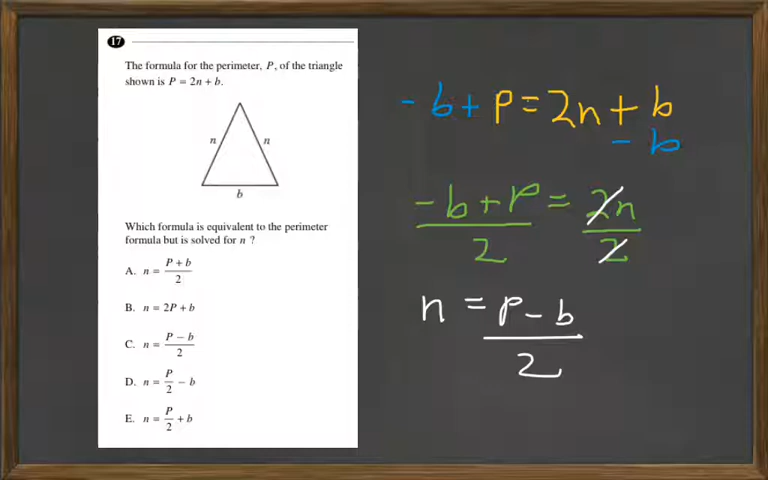 17
The formula for the perimeter, P, of the triangle
shown is P = 2n + b.
n
n
b
Which formula is equivalent to the perimeter
formula but is solved for n ?
A. n = (P + b)/2
B. n = 2P + b
C. n = (P − b)/2
D. n = P/2 − b
E. n = P/2 + b
- b + P = 2n + b
- b
(- b + P)/2 = 2n/2
n = (P - b)/2